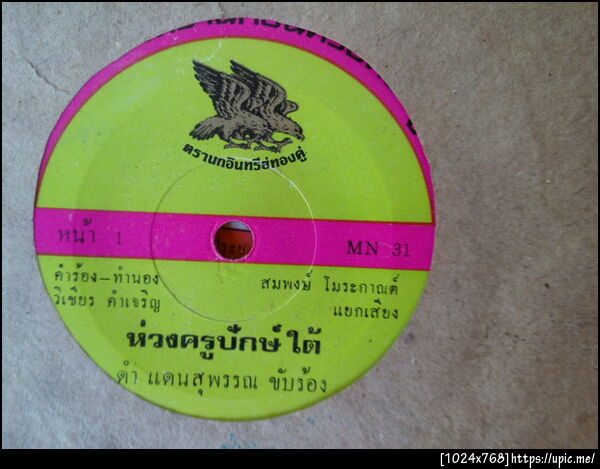 ตรานกอินทรีย์ทองคู่
หน้า 1
MN 31
คำร้อง-ทำนอง
วิเชียร คำเจริญ
สมพงษ์ โมระกาณต์
แยกเสียง
ห่วงครูปักษ์ใต้
ดำ แดนสุพรรณ ขับร้อง
[1024x768]https://upic.me/